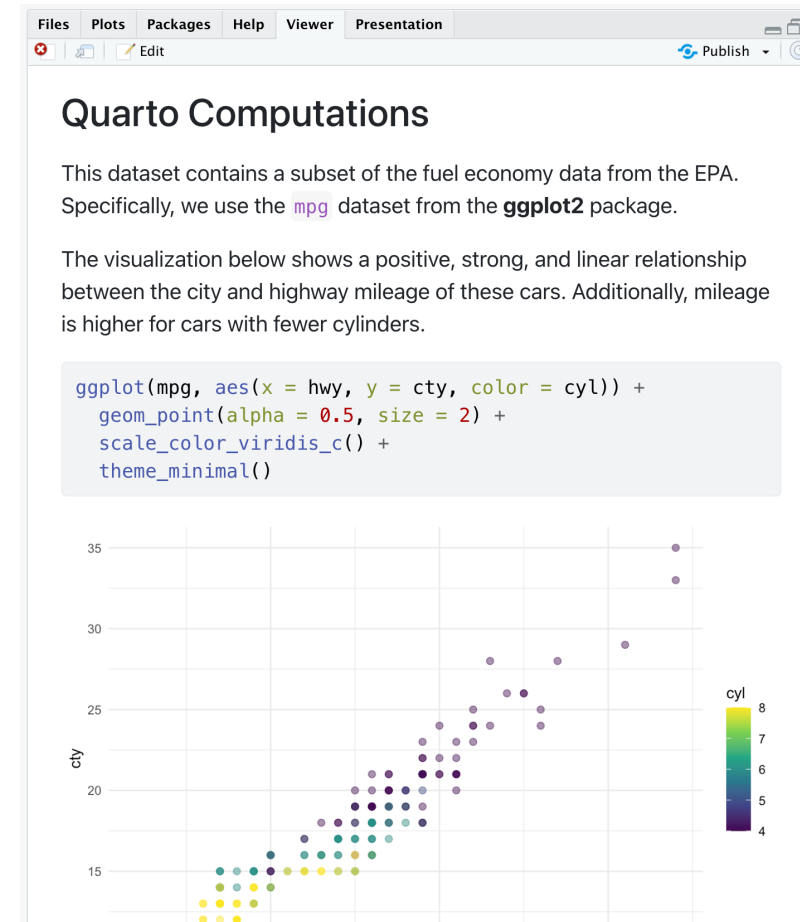 Files Plots Packages Help Viewer Presentation
Edit Publish
Quarto Computations
This dataset contains a subset of the fuel economy data from the EPA.
Specifically, we use the mpg dataset from the ggplot2 package.
The visualization below shows a positive, strong, and linear relationship
between the city and highway mileage of these cars. Additionally, mileage
is higher for cars with fewer cylinders.
ggplot(mpg, aes(x = hwy, y = cty, color = cyl)) +
  geom_point(alpha = 0.5, size = 2) +
  scale_color_viridis_c() +
  theme_minimal()
35
30
25
20
15
cty
cyl
8
7
6
5
4